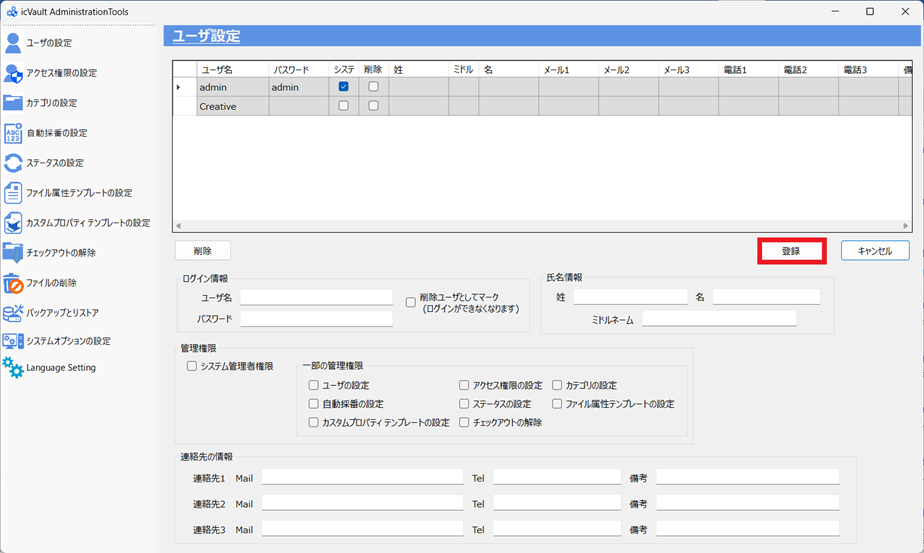 icVault AdministrationTools
ユーザの設定
アクセス権限の設定
カテゴリの設定
自動採番の設定
ステータスの設定
ファイル属性テンプレートの設定
カスタムプロパティ テンプレートの設定
チェックアウトの解除
ファイルの削除
バックアップとリストア
システムオプションの設定
Language Setting
ユーザ設定
ユーザ名 パスワード システ 削除 姓 ミドル 名 メール1 メール2 メール3 電話1 電話2 電話3 備
admin admin
Creative
削除 登録 キャンセル
ログイン情報
ユーザ名
パスワード
削除ユーザとしてマーク
(ログインができなくなります)
氏名情報
姓 名
ミドルネーム
管理権限
システム管理者権限
一部の管理権限
ユーザの設定 アクセス権限の設定 カテゴリの設定
自動採番の設定 ステータスの設定 ファイル属性テンプレートの設定
カスタムプロパティ テンプレートの設定 チェックアウトの解除
連絡先の情報
連絡先1 Mail Tel 備考
連絡先2 Mail Tel 備考
連絡先3 Mail Tel 備考